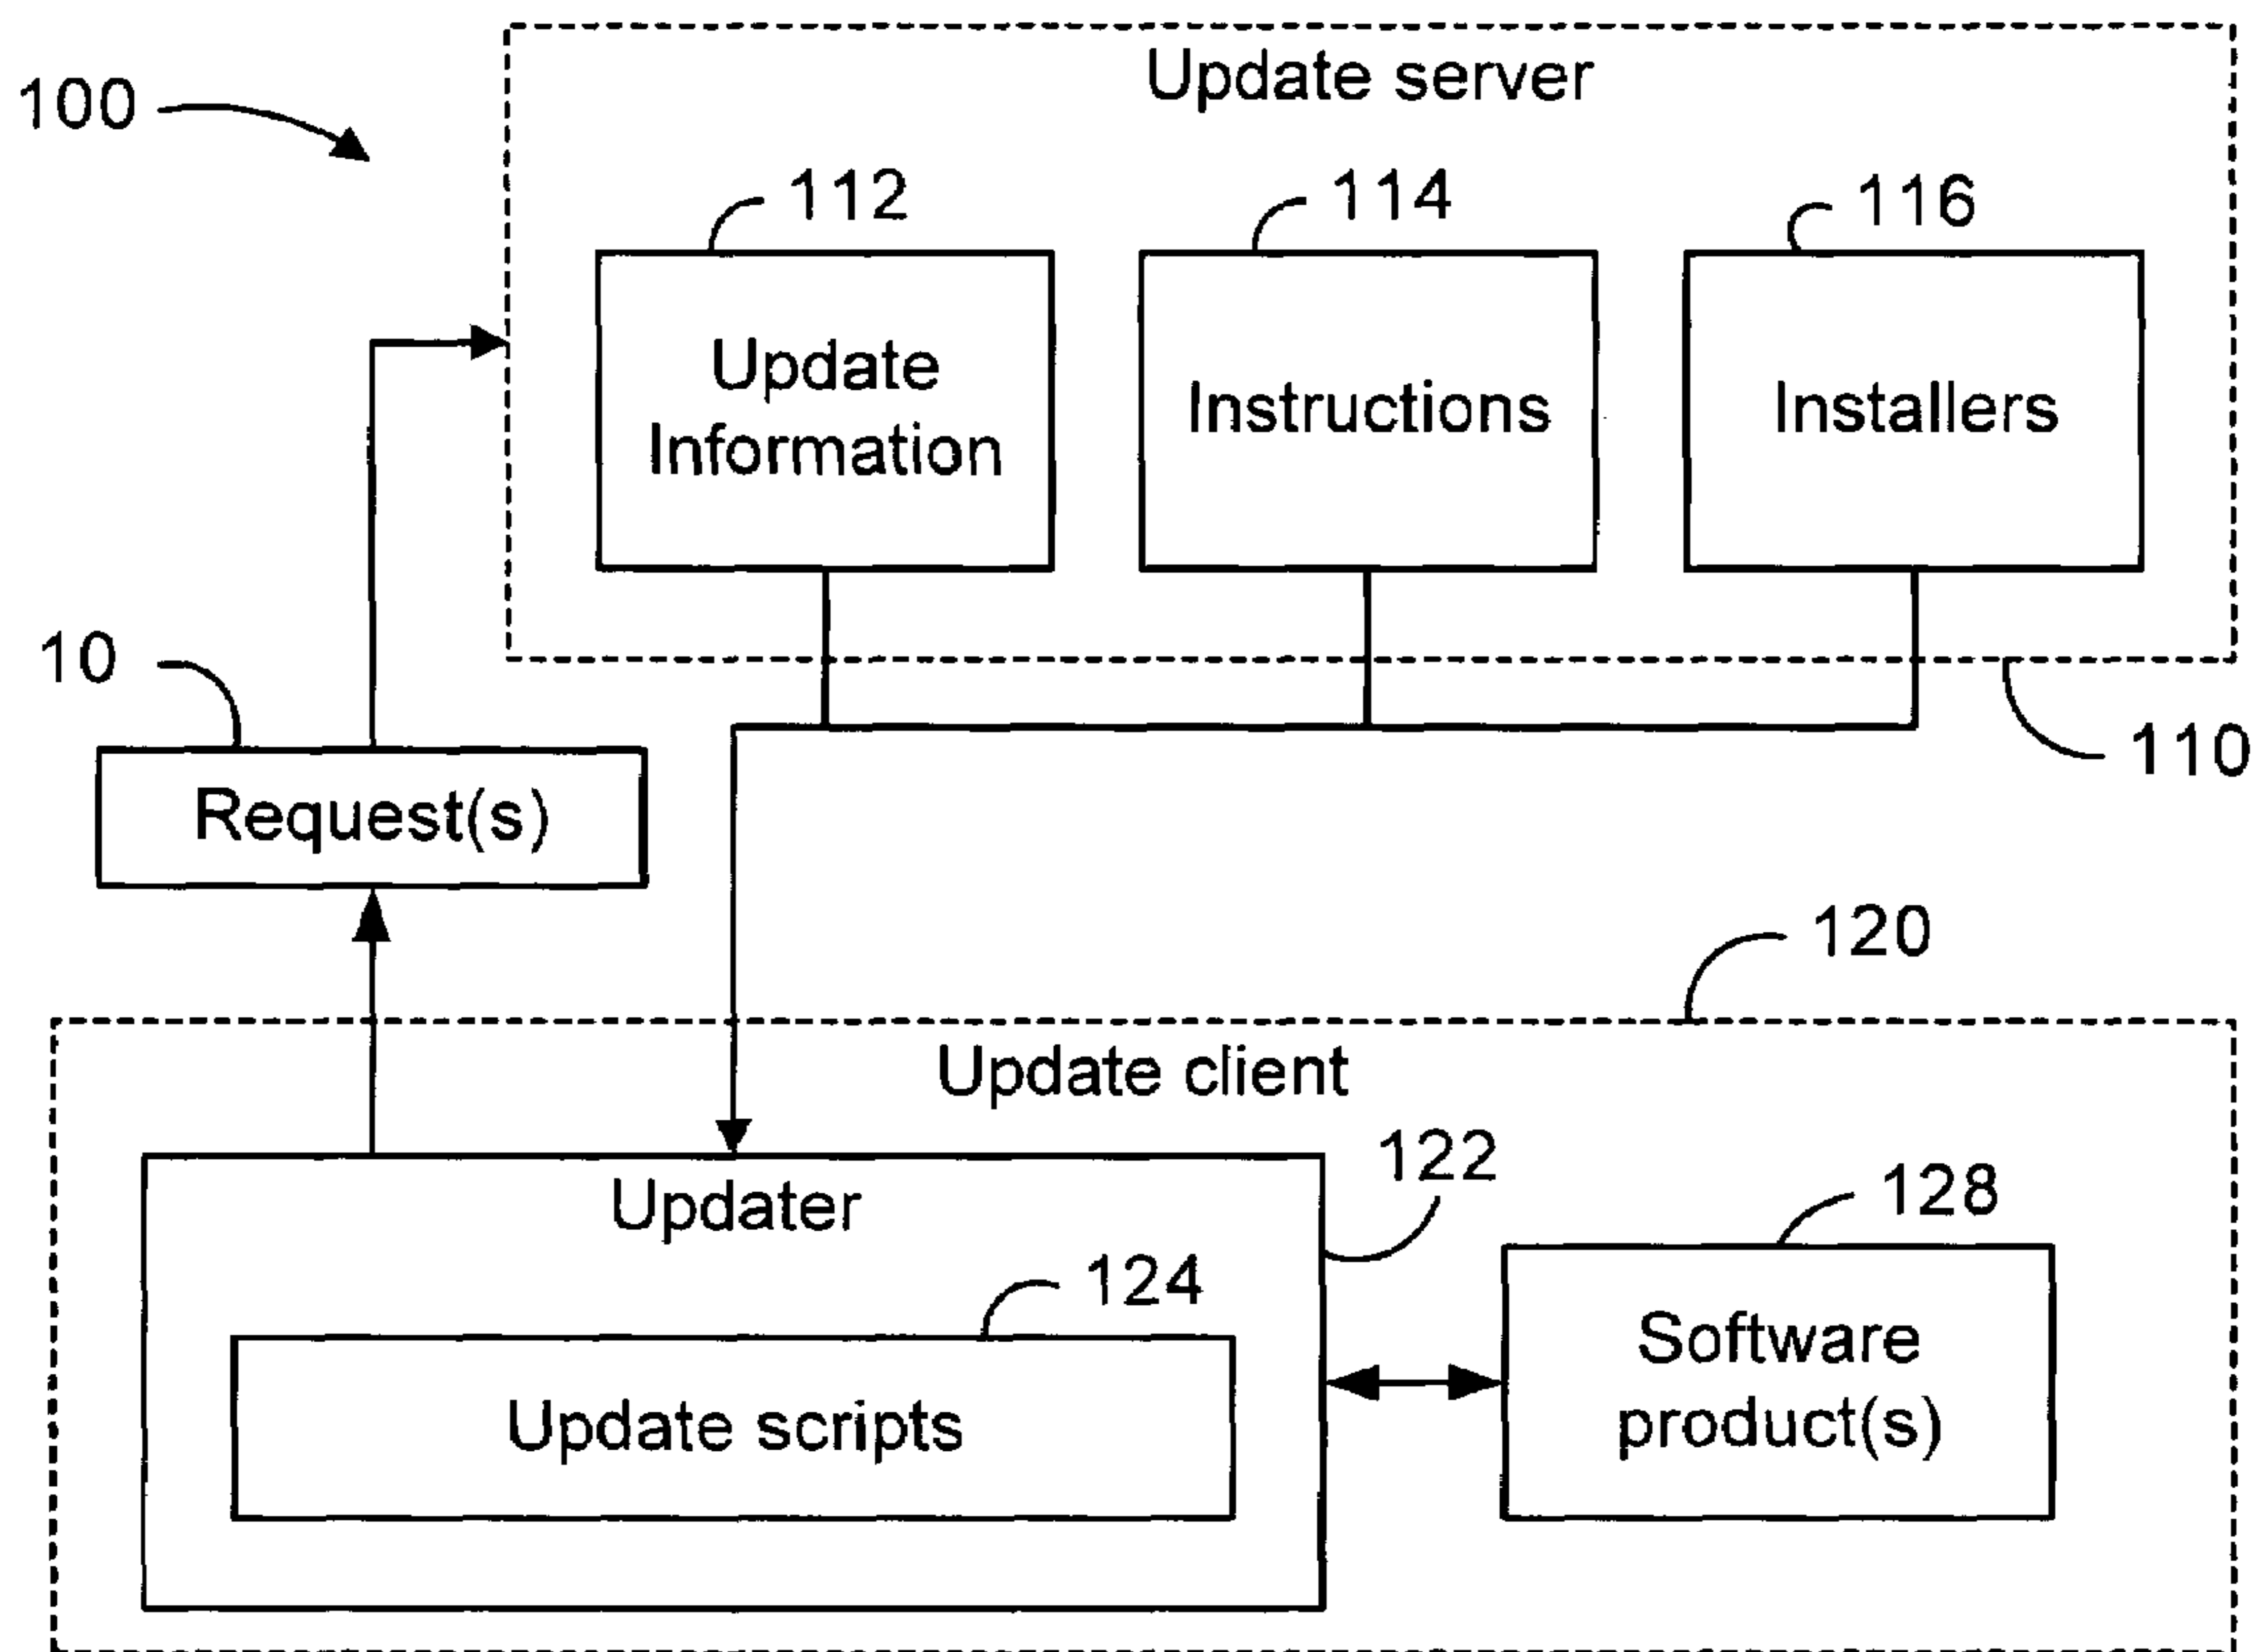 Update server
100
112
114
116
Update
Information
Instructions
Installers
10
110
Request(s)
120
Update client
122
Updater
128
124
Software
product(s)
Update scripts